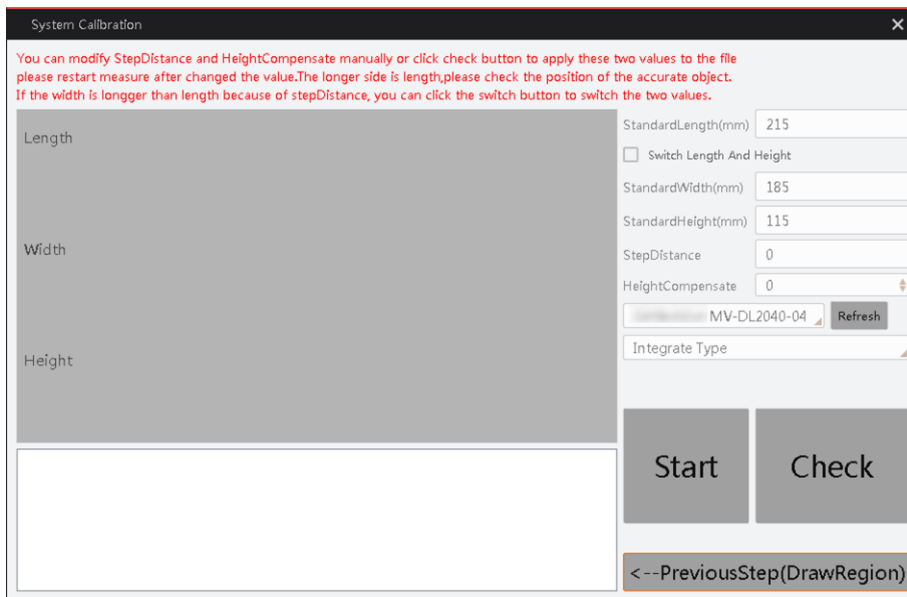 System Calibration
You can modify StepDistance and HeightCompensate manually or click check button to apply these two values to the file
please restart measure after changed the value.The longer side is length,please check the position of the accurate object.
If the width is longger than length because of stepDistance, you can click the switch button to switch the two values.
Length
Width
Height
StandardLength(mm) 215
Switch Length And Height
StandardWidth(mm) 185
StandardHeight(mm) 115
StepDistance 0
HeightCompensate 0
MV-DL2040-04 Refresh
Integrate Type
Start Check
<--PreviousStep(DrawRegion)